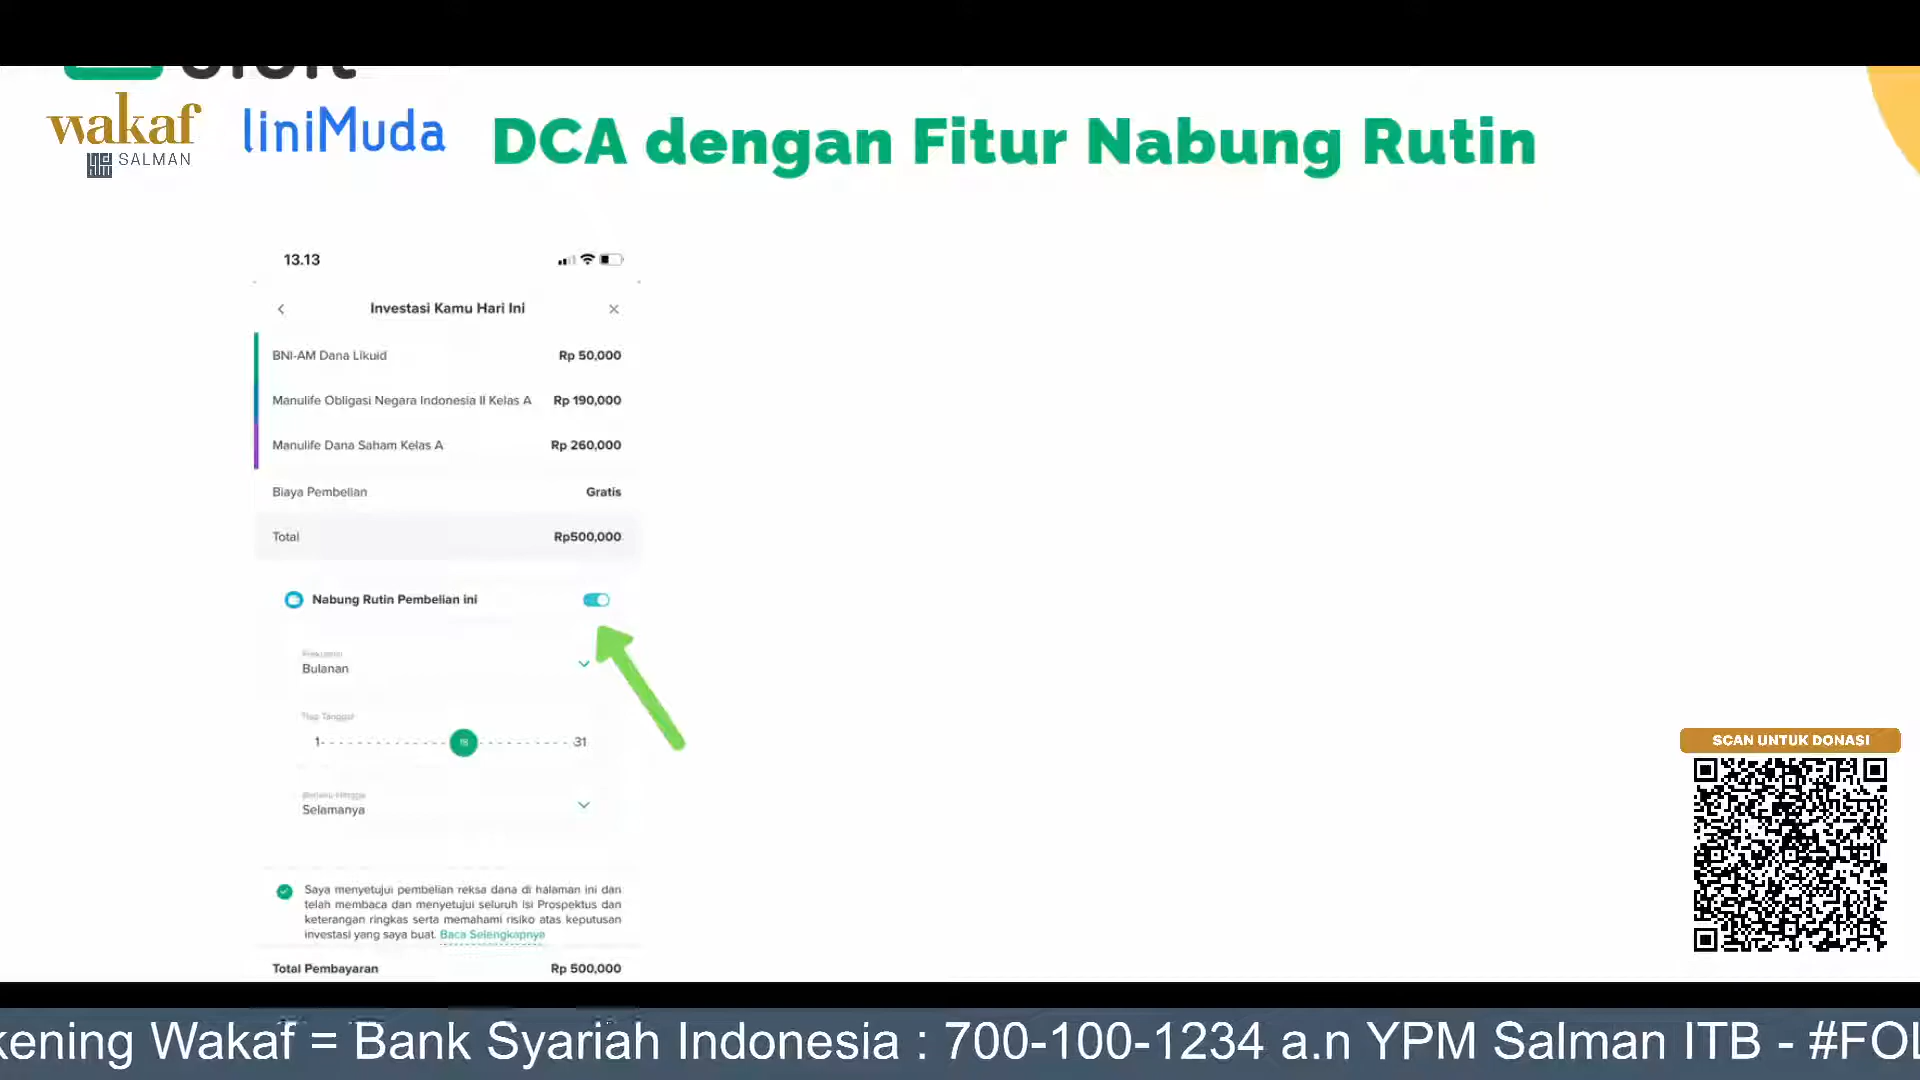 wakaf
SALMAN
liniMuda
DCA dengan Fitur Nabung Rutin
13.13
Investasi Kamu Hari Ini
BNI-AM Dana Likuid Rp 50,000
Manulife Obligasi Negara Indonesia II Kelas A Rp 190,000
Manulife Dana Saham Kelas A Rp 260,000
Biaya Pembelian Gratis
Total Rp500,000
Nabung Rutin Pembelian ini
Bulanan
Tiap Tanggal
1 31
Berlaku Hingga
Selamanya
Saya menyetujui pembelian reksa dana di halaman ini dan
telah membaca dan menyetujui seluruh isi Prospektus dan
keterangan ringkas serta memahami risiko atas keputusan
investasi yang saya buat. Baca Selengkapnya
Total Pembayaran Rp 500,000
SCAN UNTUK DONASI
kening Wakaf = Bank Syariah Indonesia : 700-100-1234 a.n YPM Salman ITB - #FOL